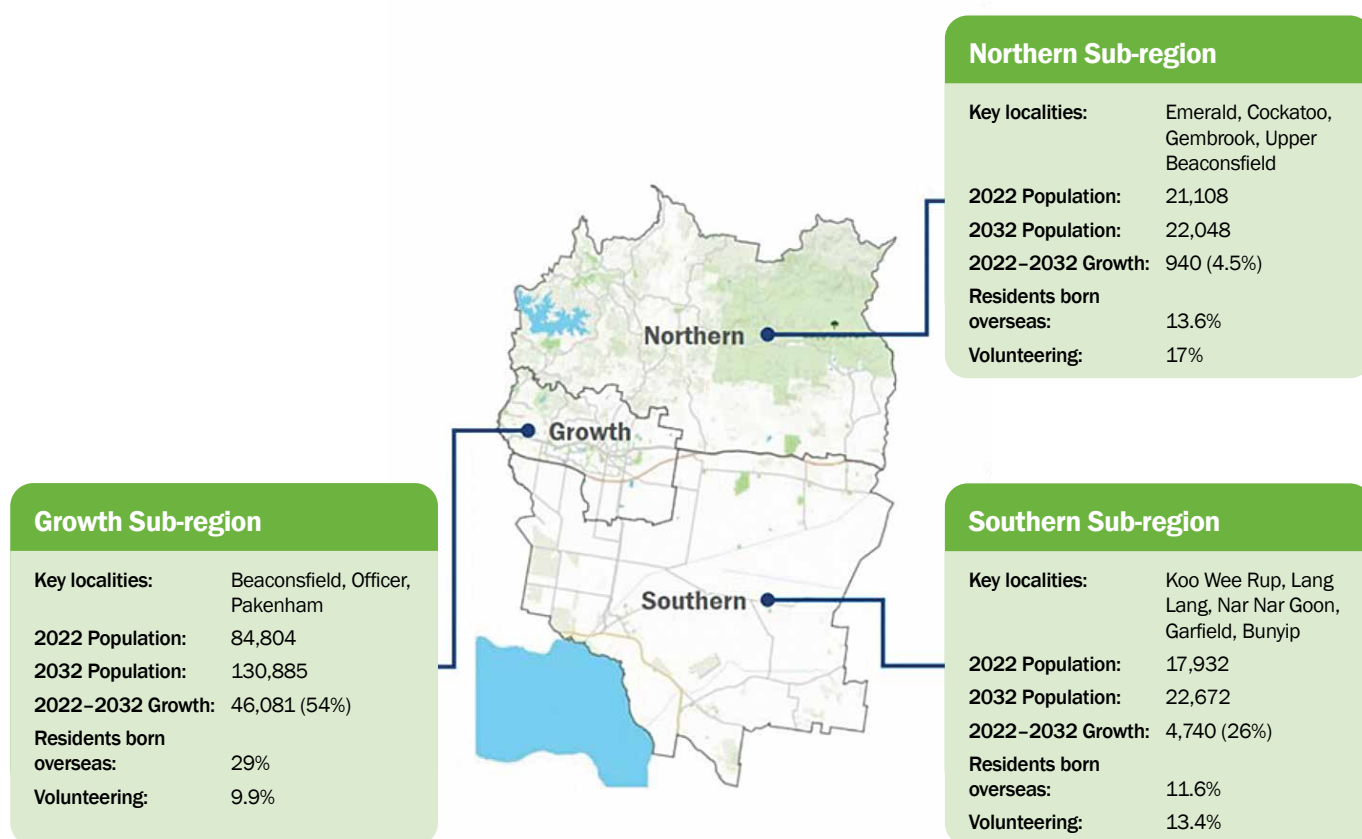 Northern Sub-region
Key localities: Emerald, Cockatoo,
Gembrook, Upper
Beaconsfield
2022 Population: 21,108
2032 Population: 22,048
2022–2032 Growth: 940 (4.5%)
Residents born
overseas: 13.6%
Volunteering: 17%
Northern
Growth
Southern
Growth Sub-region
Key localities: Beaconsfield, Officer,
Pakenham
2022 Population: 84,804
2032 Population: 130,885
2022–2032 Growth: 46,081 (54%)
Residents born
overseas: 29%
Volunteering: 9.9%
Southern Sub-region
Key localities: Koo Wee Rup, Lang
Lang, Nar Nar Goon,
Garfield, Bunyip
2022 Population: 17,932
2032 Population: 22,672
2022–2032 Growth: 4,740 (26%)
Residents born
overseas: 11.6%
Volunteering: 13.4%